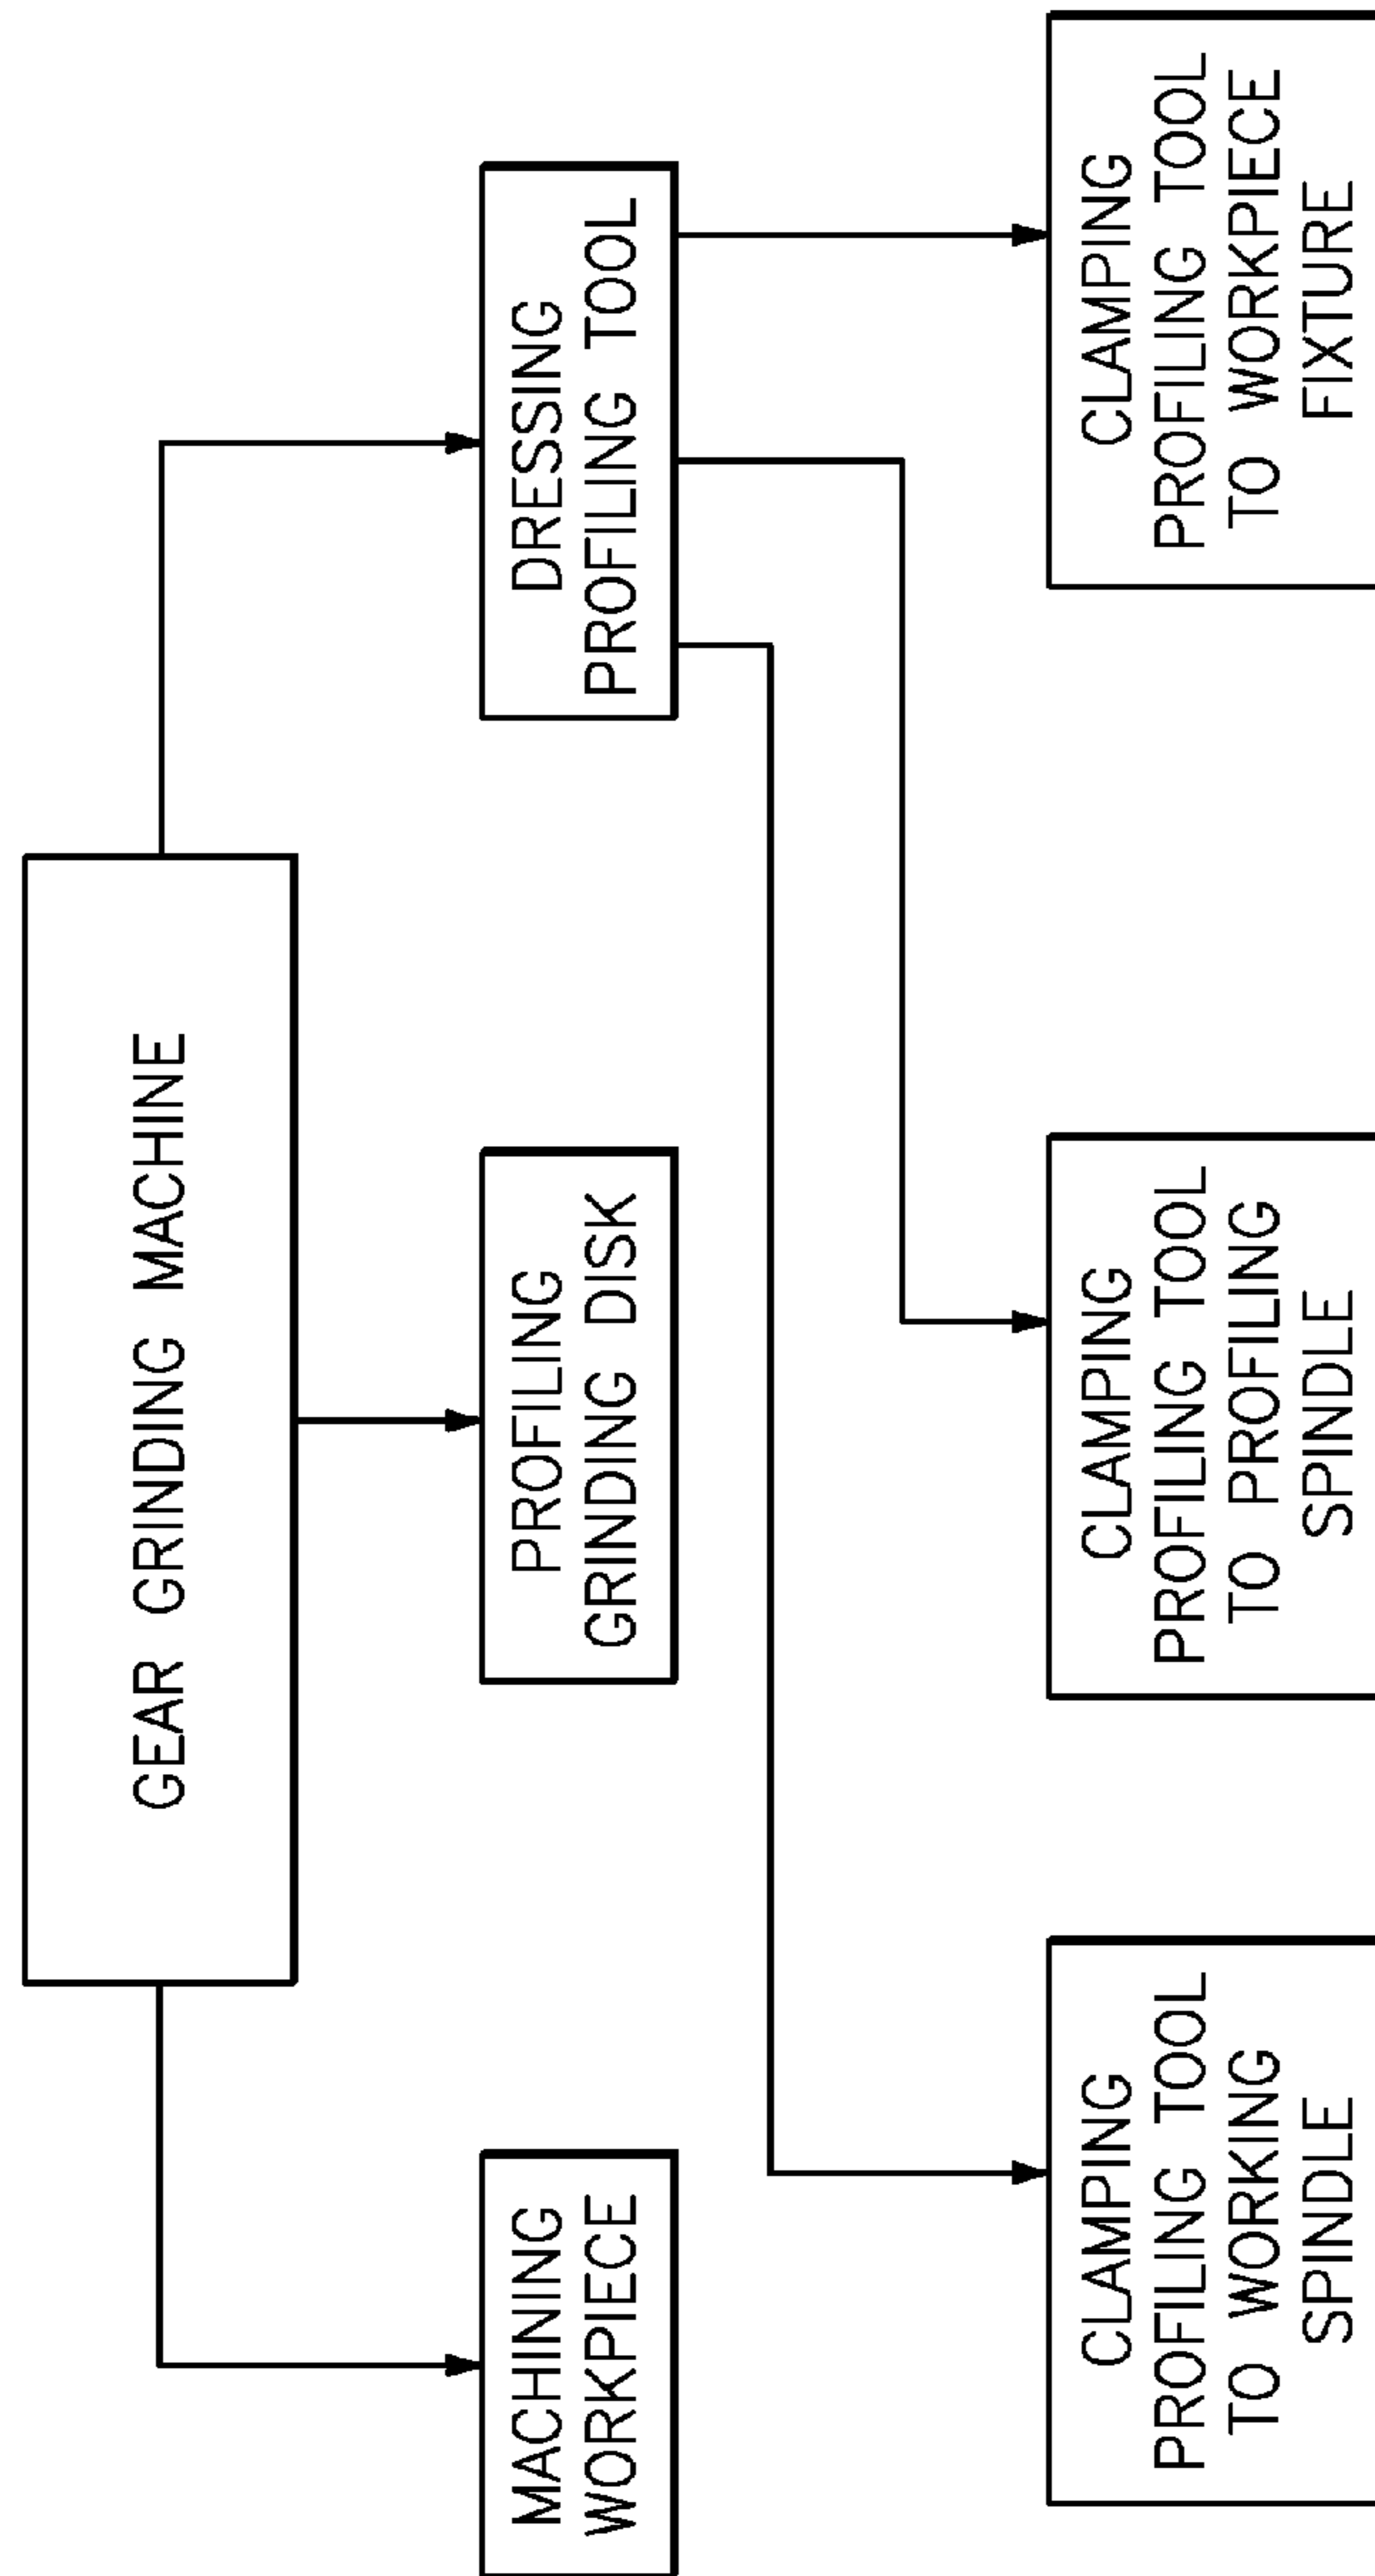 GEAR GRINDING MACHINE
MACHINING
WORKPIECE
PROFILING
GRINDING DISK
DRESSING
PROFILING TOOL
CLAMPING
PROFILING TOOL
TO WORKING
SPINDLE
CLAMPING
PROFILING TOOL
TO PROFILING
SPINDLE
CLAMPING
PROFILING TOOL
TO WORKPIECE
FIXTURE